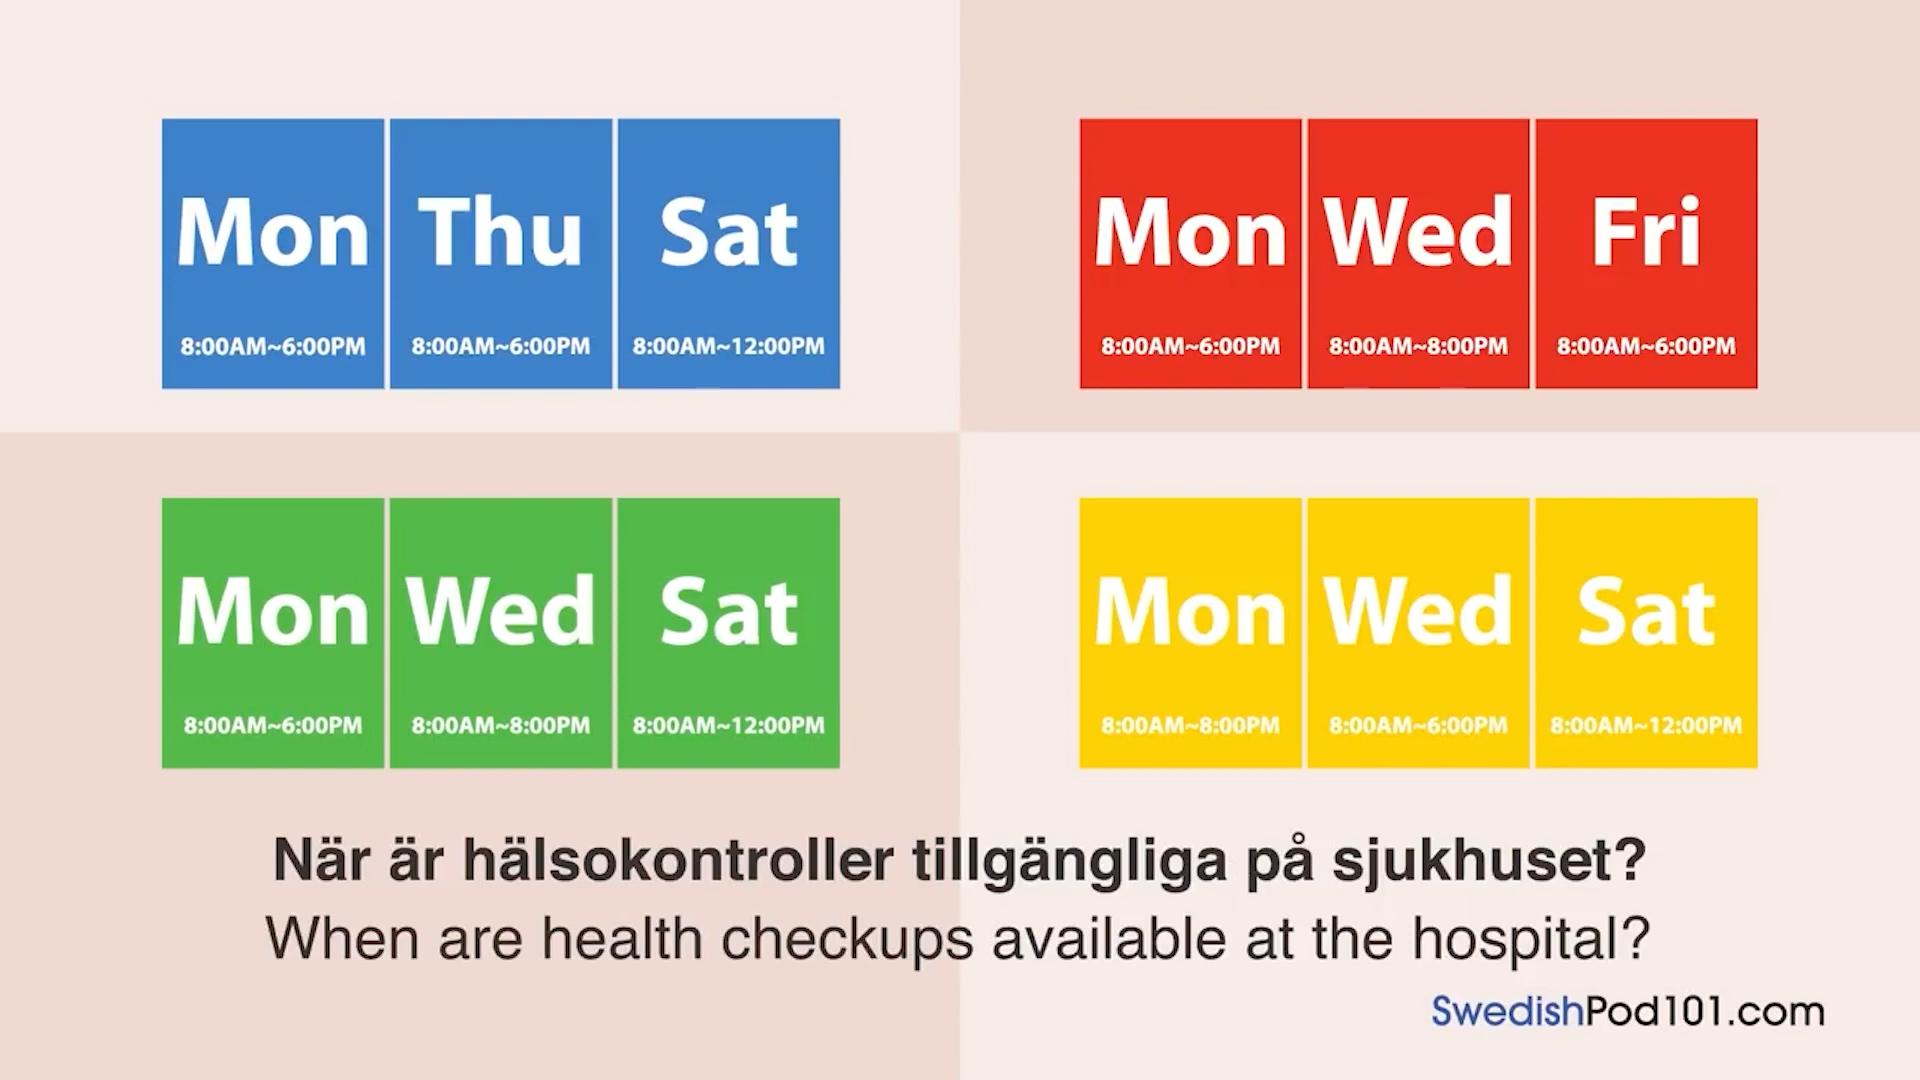 Mon Thu Sat
8:00AM~6:00PM 8:00AM~6:00PM 8:00AM~12:00PM
Mon Wed Fri
8:00AM~6:00PM 8:00AM~8:00PM 8:00AM~6:00PM
Mon Wed Sat
8:00AM~6:00PM 8:00AM~8:00PM 8:00AM~12:00PM
Mon Wed Sat
8:00AM~8:00PM 8:00AM~6:00PM 8:00AM~12:00PM
När är hälsokontroller tillgängliga på sjukhuset?
When are health checkups available at the hospital?
SwedishPod101.com